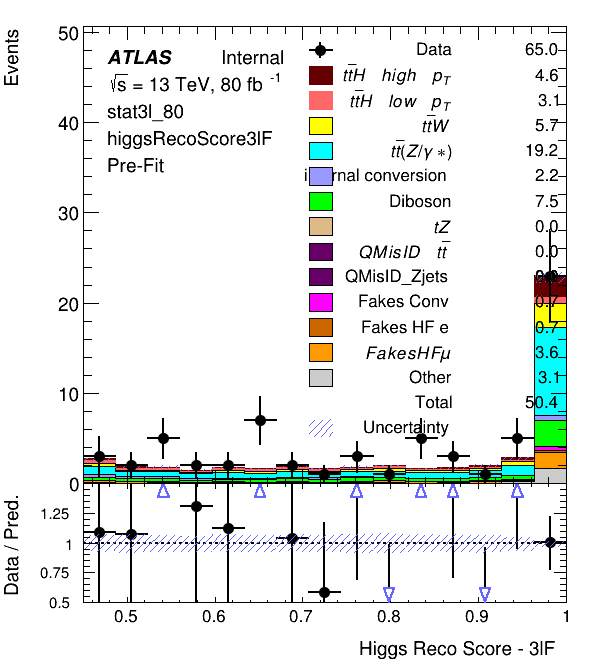 Events
50
40
30
20
10
0
ATLAS Internal
√s = 13 TeV, 80 fb -1
stat3l_80
higgsRecoScore3lF
Pre-Fit
Data 65.0
tt̅H high pT 4.6
tt̅H low pT 3.1
tt̅W 5.7
tt̅(Z/γ*) 19.2
rnal conversion 2.2
Diboson 7.5
tZ 0.0
QMisID tt̅ 0.0
QMisID_Zjets
Fakes Conv 0.7
Fakes HF e 0.7
FakesHFμ 3.6
Other 3.1
Total 50.4
Uncertainty
Data / Pred.
1.25
1
0.75
0.5
0.5 0.6 0.7 0.8 0.9 1
Higgs Reco Score - 3lF